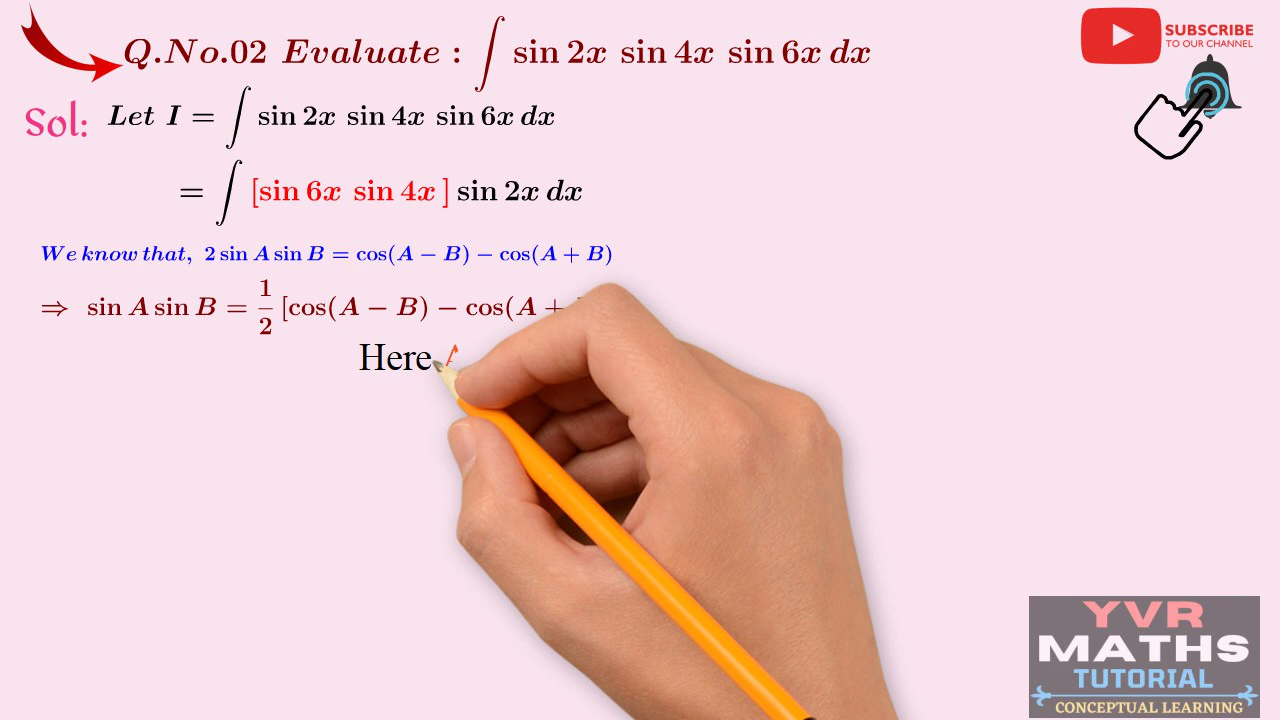 Q.No.02 Evaluate : ∫ sin 2x sin 4x sin 6x dx
SUBSCRIBE
TO OUR CHANNEL
Sol: Let I = ∫ sin 2x sin 4x sin 6x dx
= ∫ [sin 6x sin 4x ] sin 2x dx
We know that, 2 sin A sin B = cos(A − B) − cos(A + B)
⇒ sin A sin B = 1/2 [cos(A − B) − cos(A +
Here
YVR
MATHS
TUTORIAL
CONCEPTUAL LEARNING